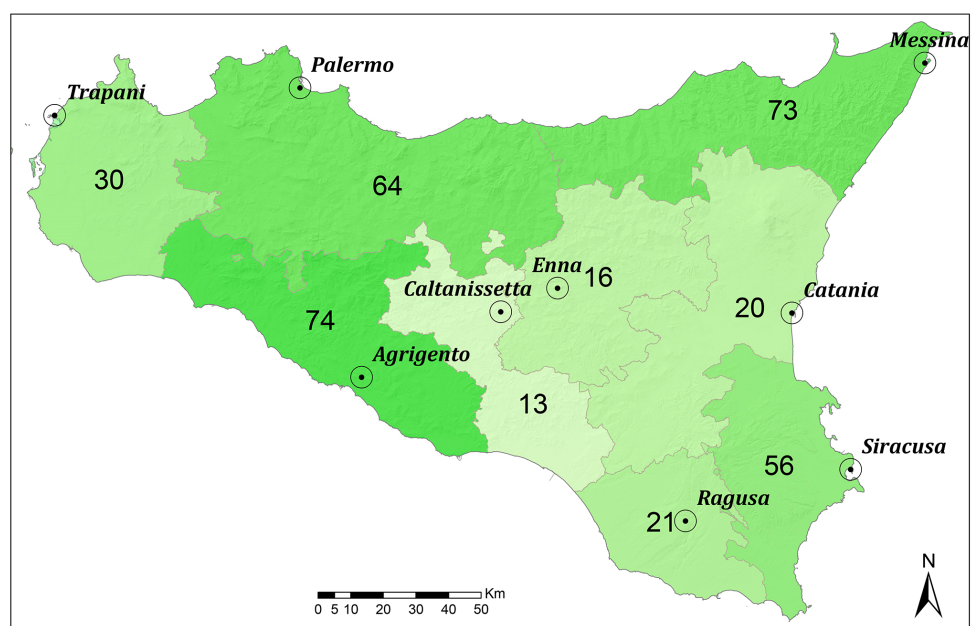 Messina
Palermo
Trapani
73
30
64
Enna
16
Caltanissetta
Catania
20
74
Agrigento
13
Siracusa
56
Ragusa
21
N
Km
0 5 10 20 30 40 50